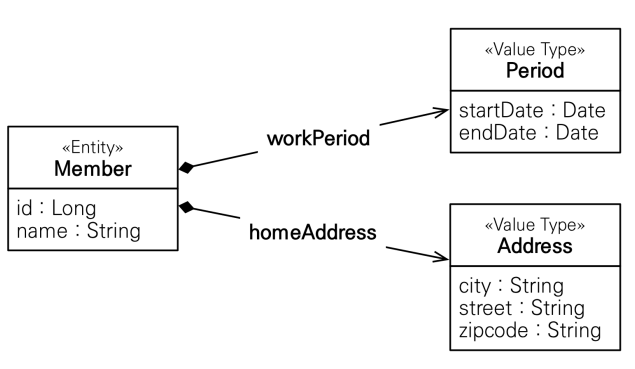 «Entity»
Member
id : Long
name : String
workPeriod
homeAddress
«Value Type»
Period
startDate : Date
endDate : Date
«Value Type»
Address
city : String
street : String
zipcode : String